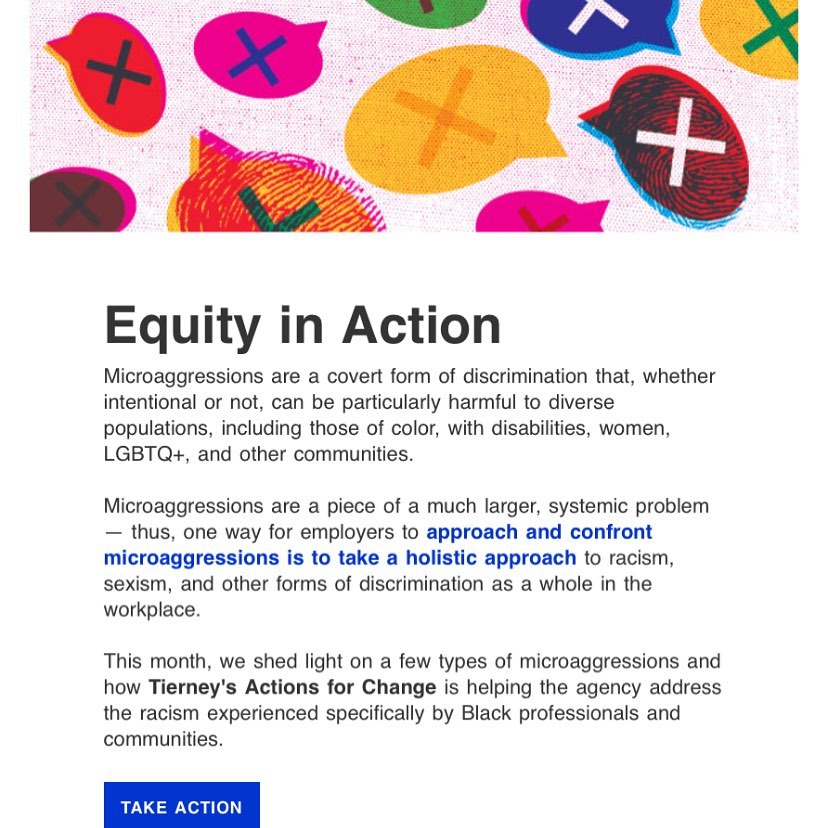 Equity in Action
Microaggressions are a covert form of discrimination that, whether
intentional or not, can be particularly harmful to diverse
populations, including those of color, with disabilities, women,
LGBTQ+, and other communities.
Microaggressions are a piece of a much larger, systemic problem
— thus, one way for employers to approach and confront
microaggressions is to take a holistic approach to racism,
sexism, and other forms of discrimination as a whole in the
workplace.
This month, we shed light on a few types of microaggressions and
how Tierney's Actions for Change is helping the agency address
the racism experienced specifically by Black professionals and
communities.
TAKE ACTION